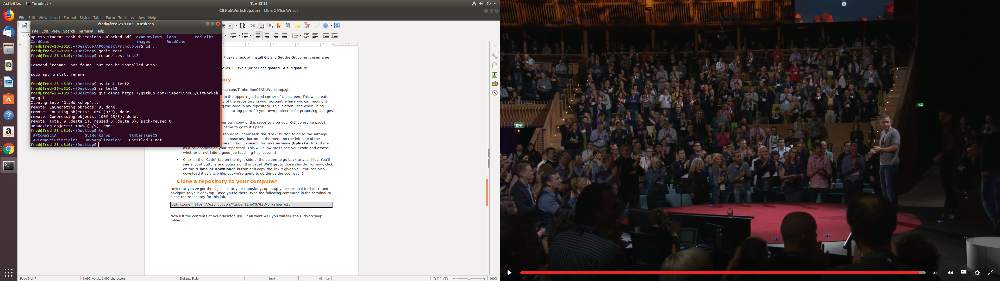 Activities
Terminal
Tue 12:21
GitHubWorkshop.docx - LibreOffice Writer
File Edit View Insert Format Styles Table Form Tools Window Help
fred@fred-23-s310: ~/Desktop
File Edit View Search Terminal Help
ap-csp-student-task-directions-unlocked.pdf examReviews labs tedTalks
CardGame images RoadGame
fred@fred-23-s310:~/Desktop/APCompSciPrinciples$ cd ..
fred@fred-23-s310:~/Desktop$ gedit test
fred@fred-23-s310:~/Desktop$ rename test test2
Command 'rename' not found, but can be installed with:
sudo apt install rename
fred@fred-23-s310:~/Desktop$ mv test test2
fred@fred-23-s310:~/Desktop$ rm test2
fred@fred-23-s310:~/Desktop$ git clone https://github.com/TimberlineCS/GitWorksh
op.git
Cloning into 'GitWorkshop'...
remote: Enumerating objects: 9, done.
remote: Counting objects: 100% (9/9), done.
remote: Compressing objects: 100% (5/5), done.
remote: Total 9 (delta 1), reused 0 (delta 0), pack-reused 0
Unpacking objects: 100% (9/9), done.
fred@fred-23-s310:~/Desktop$ ls
APCompSciA GitWorkshop TimberlineCS
APCompSciPrinciples JavaApplication1 'Untitled 1.odt'
fred@fred-23-s310:~/Desktop$
Defa
2 3 4 5 6 7
Pluska check off Install Git and Set the Git commit username
ve Ms. Pluska's (or her designated TA's) signature ___________
tory
hub.com/TimberlineCS/GitWorkshop.git
n in the upper right hand corner of the screen. This will create
py of the repository in your account, where you can modify it
g the code in my repository. This is often used when using
as a starting point for your own project or for proposing changes
our own copy of this repository on your Github profile page!
name to go to it's page.
tab right underneath the "Fork" button to go to the settings
Collaborators" button on the menu on the left side of the
search box to search for my username (hpluska) to add me
as a collaborator on your repository. This will allow me to see your code and assess
whether or not I did a good job teaching this lesson :)
• Click on the "Code" tab on the right side of the screen to go back to your files. You'll
see a lot of buttons and options on this page! We'll get to those shortly. For now, click
on the "Clone or Download" button and copy the link it gives you. You can also
download it as a .zip file, but we're going to do things the cool way ;)
□ Clone a repository to your computer
Now that you've got the ".git" link to your repository, open up your terminal (ctrl-alt-t) and
navigate to your desktop. Once you're there, type the following command in the terminal to
clone the repository for this lab,
git clone https://github.com/TimberlineCS/GitWorkshop.git
Now list the contents of your desktop (ls). If all went well you will see the GitWorkshop
folder,
Page 5 of 7
1,097 words, 6,400 characters
Default Style
{en}
100%
0:12